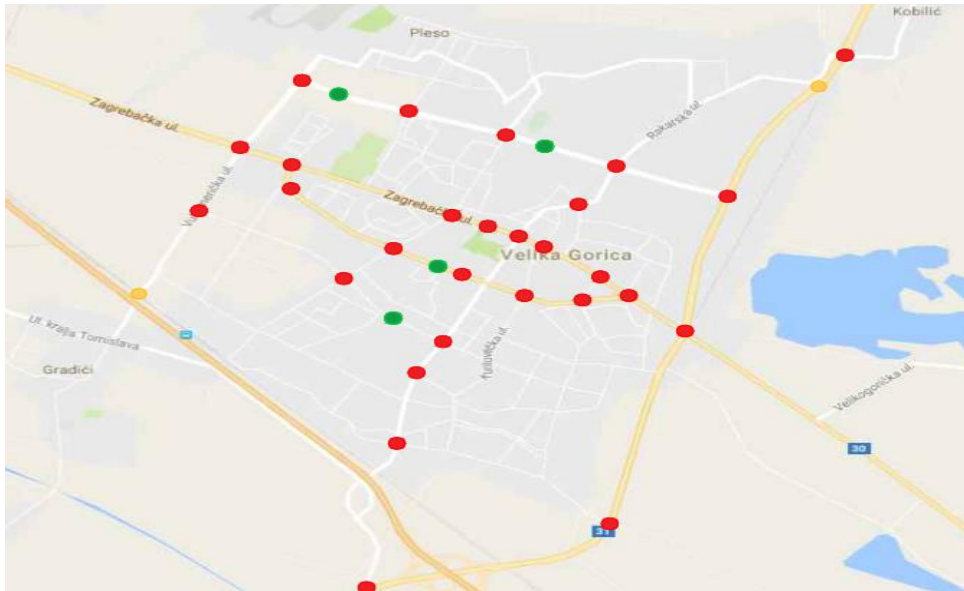 Kobilić
Pleso
Zagrebačka ul.
Rakarska ul.
Zagrebačka ul.
Velika Gorica
Ul. kralja Tomislava
Gradići
Velikogorička ul.
30
31